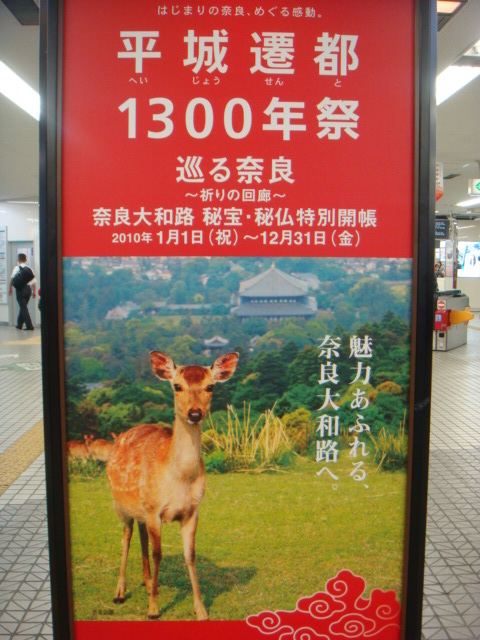 はじまりの奈良、めぐる感動。
平城遷都
へいじょうせんと
1300年祭
巡る奈良
～祈りの回廊～
奈良大和路 秘宝・秘仏特別開帳
2010年 1月1日(祝)～12月31日(金)
魅力あふれる、
奈良大和路へ。